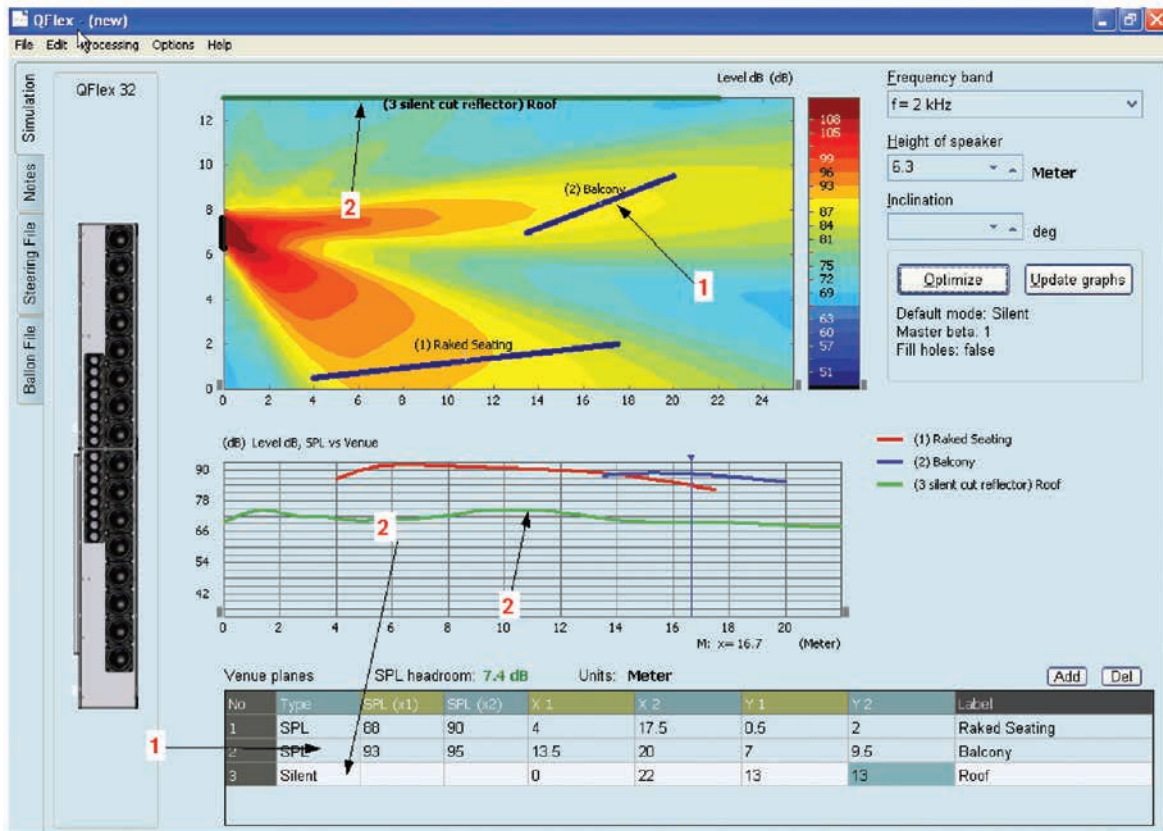 QFlex - (new)
File Edit Processing Options Help
Simulation
Notes
Steering File
Ballon File
QFlex 32
Level dB (dB)
(3 silent cut reflector) Roof
(2) Balcony
(1) Raked Seating
2
1
12
10
8
6
4
2
0
0 2 4 6 8 10 12 14 16 18 20 22 24
108
105
99
96
93
87
84
81
75
72
69
63
60
57
51
Frequency band
f= 2 kHz
Height of speaker
6.3 Meter
Inclination
deg
Optimize Update graphs
Default mode: Silent
Master beta: 1
Fill holes: false
(dB) Level dB, SPL vs Venue
90
78
66
54
42
2
2
0 2 4 6 8 10 12 14 16 18 20
M: x= 16.7 (Meter)
(1) Raked Seating
(2) Balcony
(3 silent cut reflector) Roof
Venue planes SPL headroom: 7.4 dB Units: Meter Add Del
No Type SPL (x1) SPL (x2) X 1 X 2 Y 1 Y 2 Label
1 SPL 88 90 4 17.5 0.5 2 Raked Seating
1
2 SPL 93 95 13.5 20 7 9.5 Balcony
3 Silent 0 22 13 13 Roof